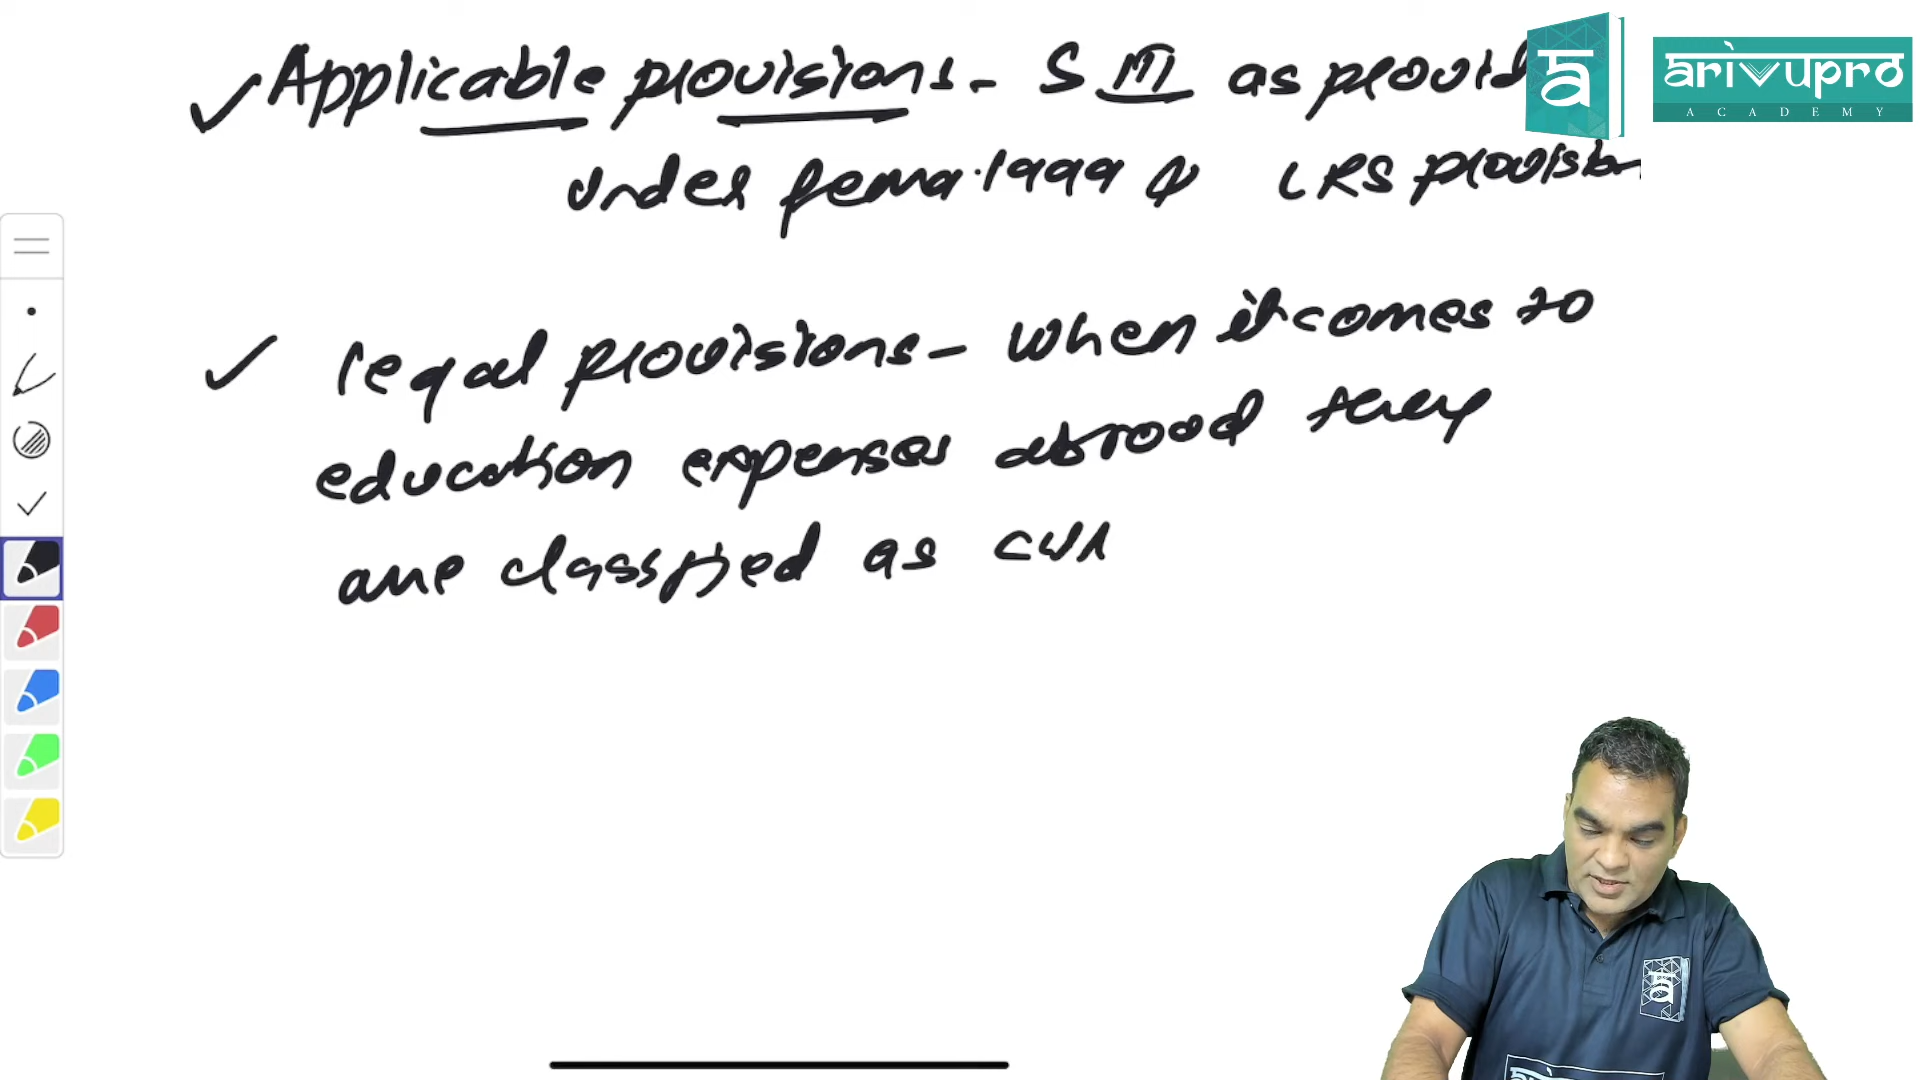 Applicable provisions - S III as provid
under fema. 1999 & LRS provision
legal provisions - when it comes to
education expenses abroad they
are classified as cur
ā
arivupro
ACADEMY
ā